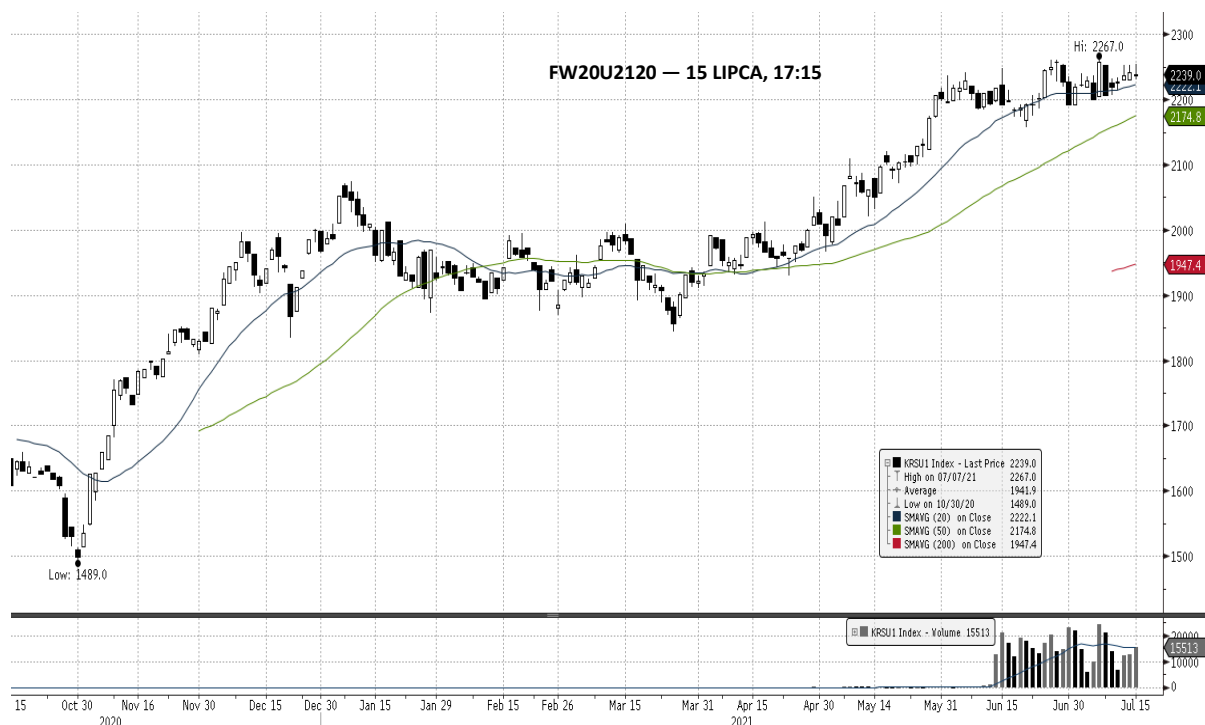 FW20U2120 — 15 LIPCA, 17:15
Hi: 2267.0
Low: 1489.0
2300
2239.0
2222.1
2200
2174.8
2100
2000
1947.4
1900
1800
1700
1600
1500
KRSU1 Index - Last Price 2239.0
High on 07/07/21 2267.0
Average 1941.9
Low on 10/30/20 1489.0
SMAVG (20) on Close 2222.1
SMAVG (50) on Close 2174.8
SMAVG (200) on Close 1947.4
KRSU1 Index - Volume 15513
20000
15513
10000
0
15 Oct 30 Nov 16 Nov 30 Dec 15 Dec 30 Jan 15 Jan 29 Feb 15 Feb 26 Mar 15 Mar 31 Apr 15 Apr 30 May 14 May 31 Jun 15 Jun 30 Jul 15
2020 2021